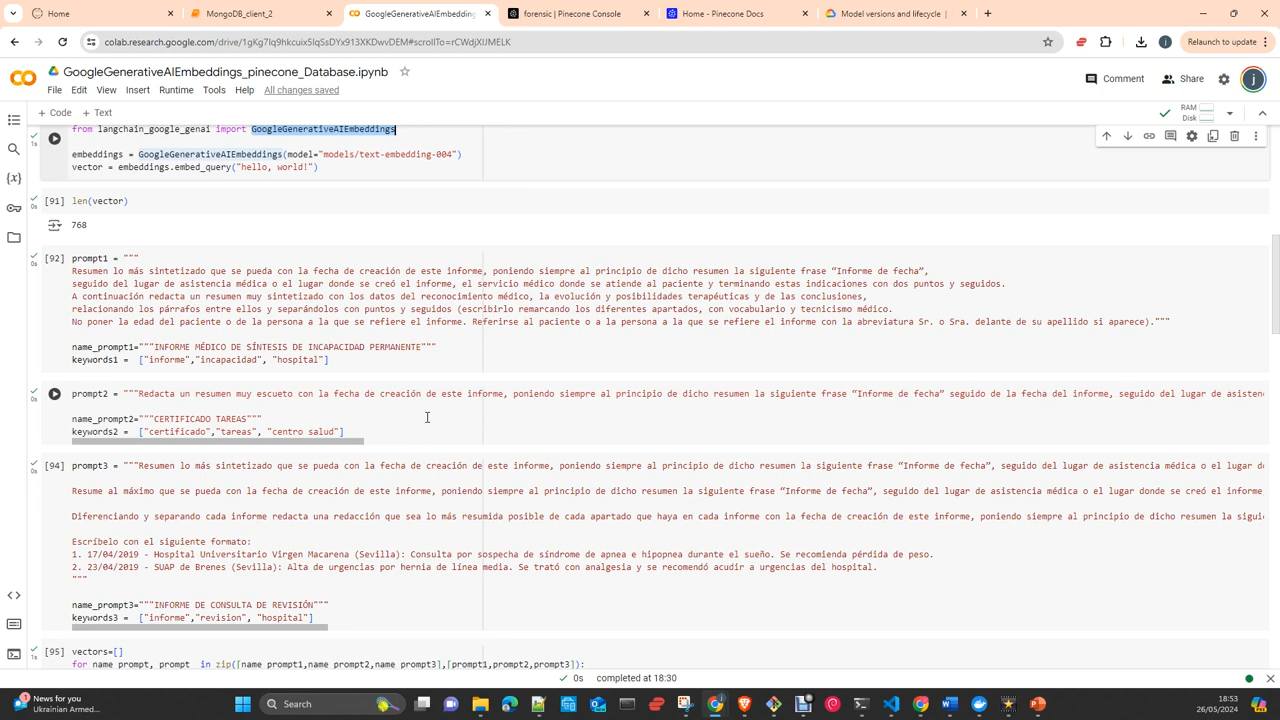 Home
MongoDB_client_2
GoogleGenerativeAIEmbedding
forensic | Pinecone Console
Home - Pinecone Docs
Model versions and lifecycle |
colab.research.google.com/drive/1gKg7Iq9hkcuix5lqSsDYx913XKDwvDEM#scrollTo=rCWdjXIJMELK
Relaunch to update
GoogleGenerativeAIEmbeddings_pinecone_Database.ipynb
File Edit View Insert Runtime Tools Help All changes saved
Comment Share
+ Code + Text
RAM
Disk
from langchain_google_genai import GoogleGenerativeAIEmbeddings
1s
embeddings = GoogleGenerativeAIEmbeddings(model="models/text-embedding-004")
vector = embeddings.embed_query("hello, world!")
[91] len(vector)
0s
768
[92] prompt1 = """
0s
Resumen lo más sintetizado que se pueda con la fecha de creación de este informe, poniendo siempre al principio de dicho resumen la siguiente frase “Informe de fecha”,
seguido del lugar de asistencia médica o el lugar donde se creó el informe, el servicio médico donde se atiende al paciente y terminando estas indicaciones con dos puntos y seguidos.
A continuación redacta un resumen muy sintetizado con los datos del reconocimiento médico, la evolución y posibilidades terapéuticas y de las conclusiones,
relacionando los párrafos entre ellos y separándolos con puntos y seguidos (escribirlo remarcando los diferentes apartados, con vocabulario y tecnicismo médico.
No poner la edad del paciente o de la persona a la que se refiere el informe. Referirse al paciente o a la persona a la que se refiere el informe con la abreviatura Sr. o Sra. delante de su apellido si aparece)."""
name_prompt1="""INFORME MÉDICO DE SÍNTESIS DE INCAPACIDAD PERMANENTE"""
keywords1 = ["informe","incapacidad", "hospital"]
prompt2 = """Redacta un resumen muy escueto con la fecha de creación de este informe, poniendo siempre al principio de dicho resumen la siguiente frase “Informe de fecha” seguido de la fecha del informe, seguido del lugar de asisten
0s
name_prompt2="""CERTIFICADO TAREAS"""
keywords2 = ["certificado","tareas", "centro salud"]
[94] prompt3 = """Resumen lo más sintetizado que se pueda con la fecha de creación de este informe, poniendo siempre al principio de dicho resumen la siguiente frase “Informe de fecha”, seguido del lugar de asistencia médica o el lugar d
0s
Resume al máximo que se pueda con la fecha de creación de este informe, poniendo siempre al principio de dicho resumen la siguiente frase “Informe de fecha”, seguido del lugar de asistencia médica o el lugar donde se creó el informe
Diferenciando y separando cada informe redacta una redacción que sea lo más resumida posible de cada apartado que haya en cada informe con la fecha de creación de este informe, poniendo siempre al principio de dicho resumen la sigui
Escríbelo con el siguiente formato:
1. 17/04/2019 - Hospital Universitario Virgen Macarena (Sevilla): Consulta por sospecha de síndrome de apnea e hipopnea durante el sueño. Se recomienda pérdida de peso.
2. 23/04/2019 - SUAP de Brenes (Sevilla): Alta de urgencias por hernia de línea media. Se trató con analgesia y se recomendó acudir a urgencias del hospital.
"""
name_prompt3="""INFORME DE CONSULTA DE REVISIÓN"""
keywords3 = ["informe","revision", "hospital"]
[95] vectors=[]
1s
for name_prompt, prompt in zip([name_prompt1,name_prompt2,name_prompt3],[prompt1,prompt2,prompt3]):
0s completed at 18:30
News for you
Ukrainian Armed...
Search
18:53
26/05/2024